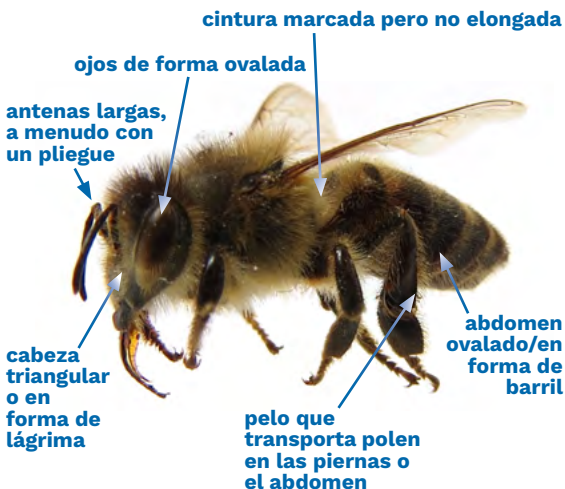 cintura marcada pero no elongada
ojos de forma ovalada
antenas largas,
a menudo con
un pliegue
cabeza
triangular
o en
forma de
lágrima
pelo que
transporta polen
en las piernas o
el abdomen
abdomen
ovalado/en
forma de
barril